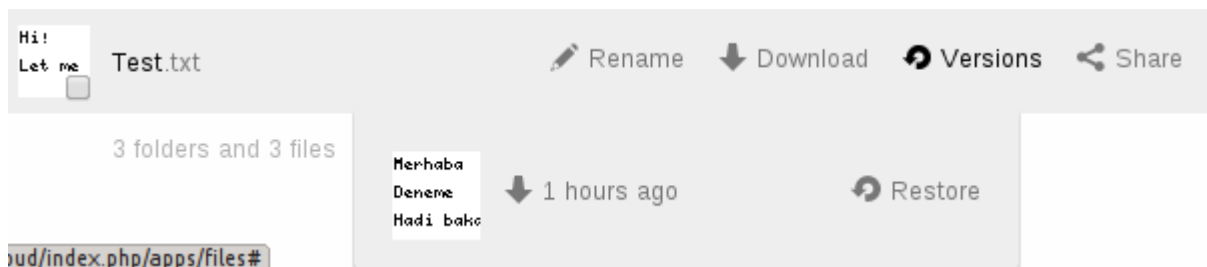 Hi!
Let me
Test.txt
Rename
Download
Versions
Share
3 folders and 3 files
Merhaba
Deneme
Hadi
1 hours ago
Restore
oud/index.php/apps/files#